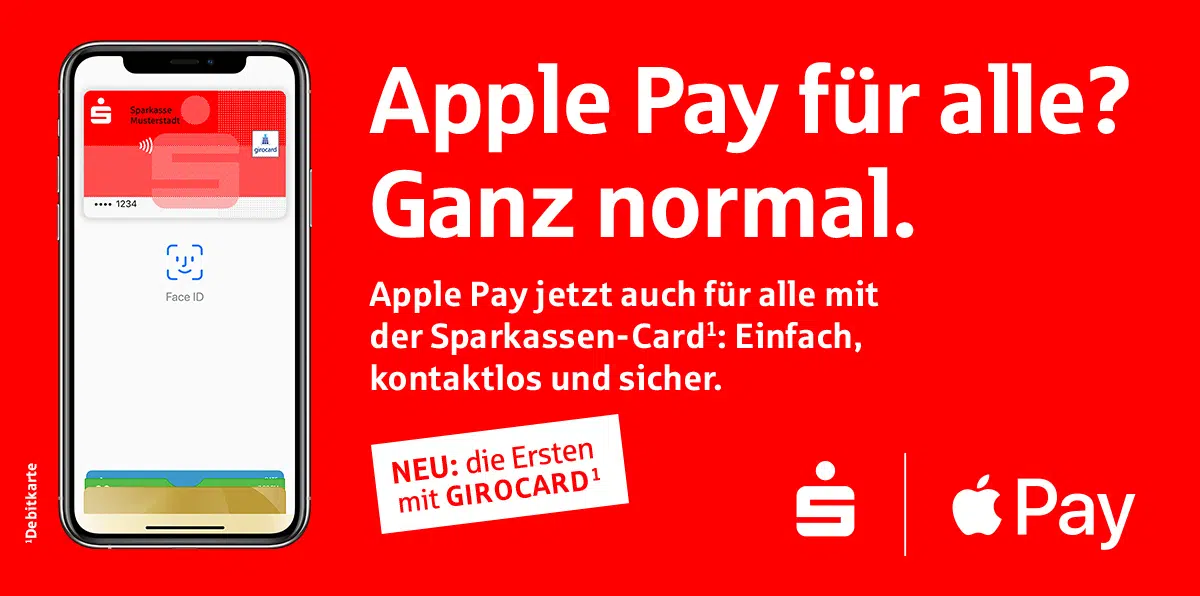 Sparkasse
Musterstadt
girocard
•••• 1234
Face ID
Apple Pay für alle?
Ganz normal.
Apple Pay jetzt auch für alle mit
der Sparkassen-Card¹: Einfach,
kontaktlos und sicher.
NEU: die Ersten
mit GIROCARD¹
Pay
¹Debitkarte